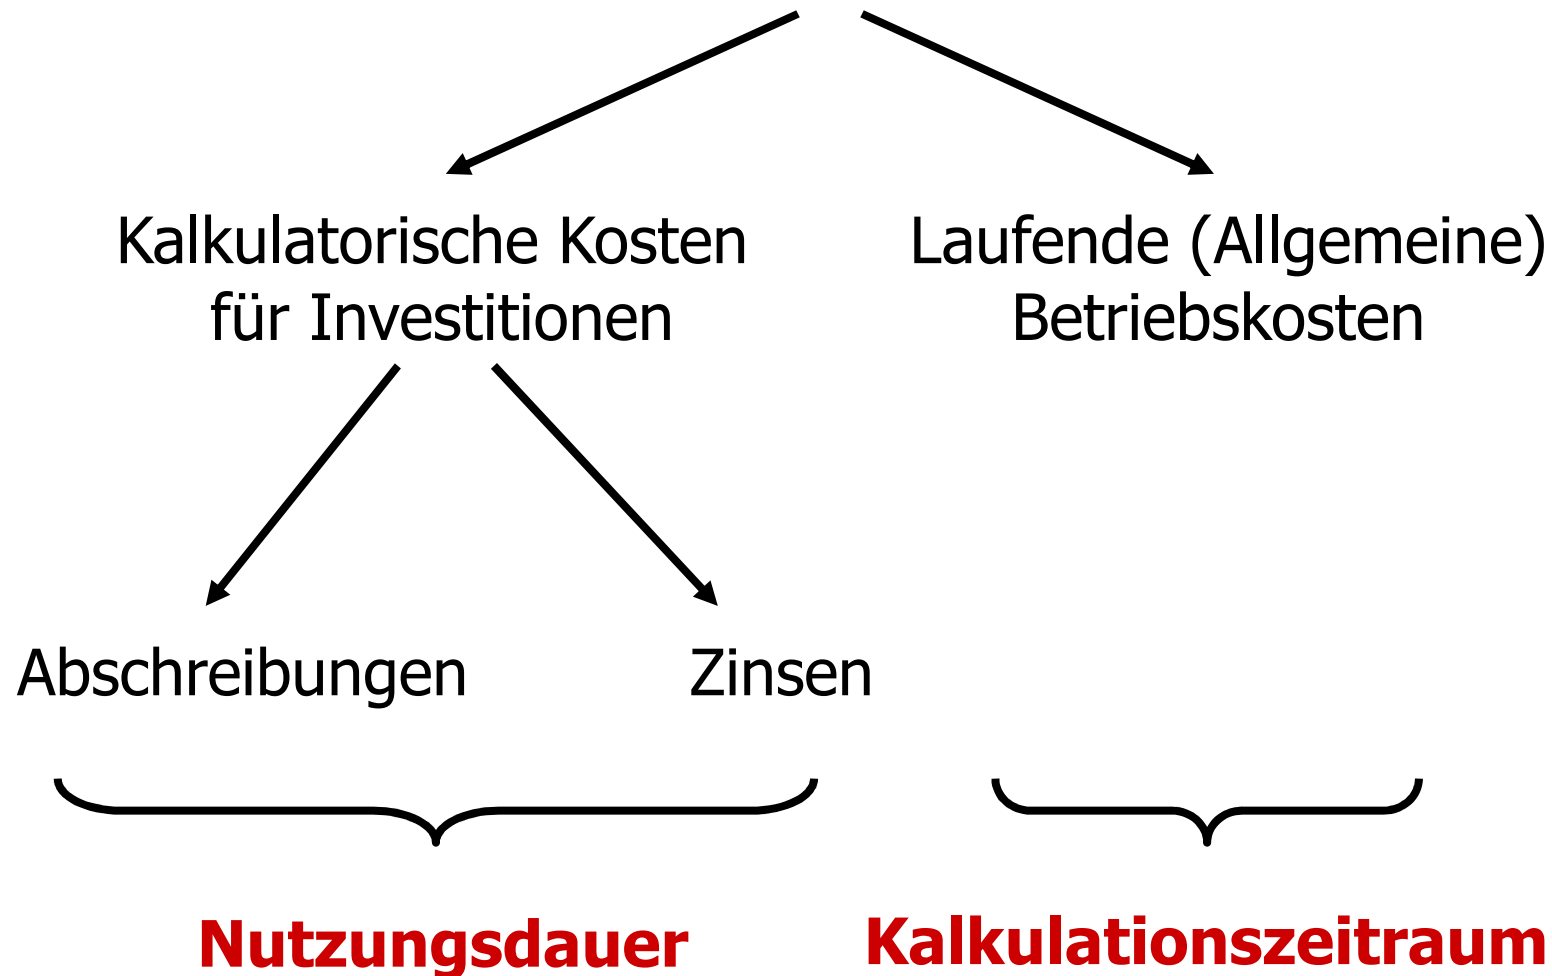 Kalkulatorische Kosten
für Investitionen
Laufende (Allgemeine)
Betriebskosten
Abschreibungen
Zinsen
Nutzungsdauer
Kalkulationszeitraum